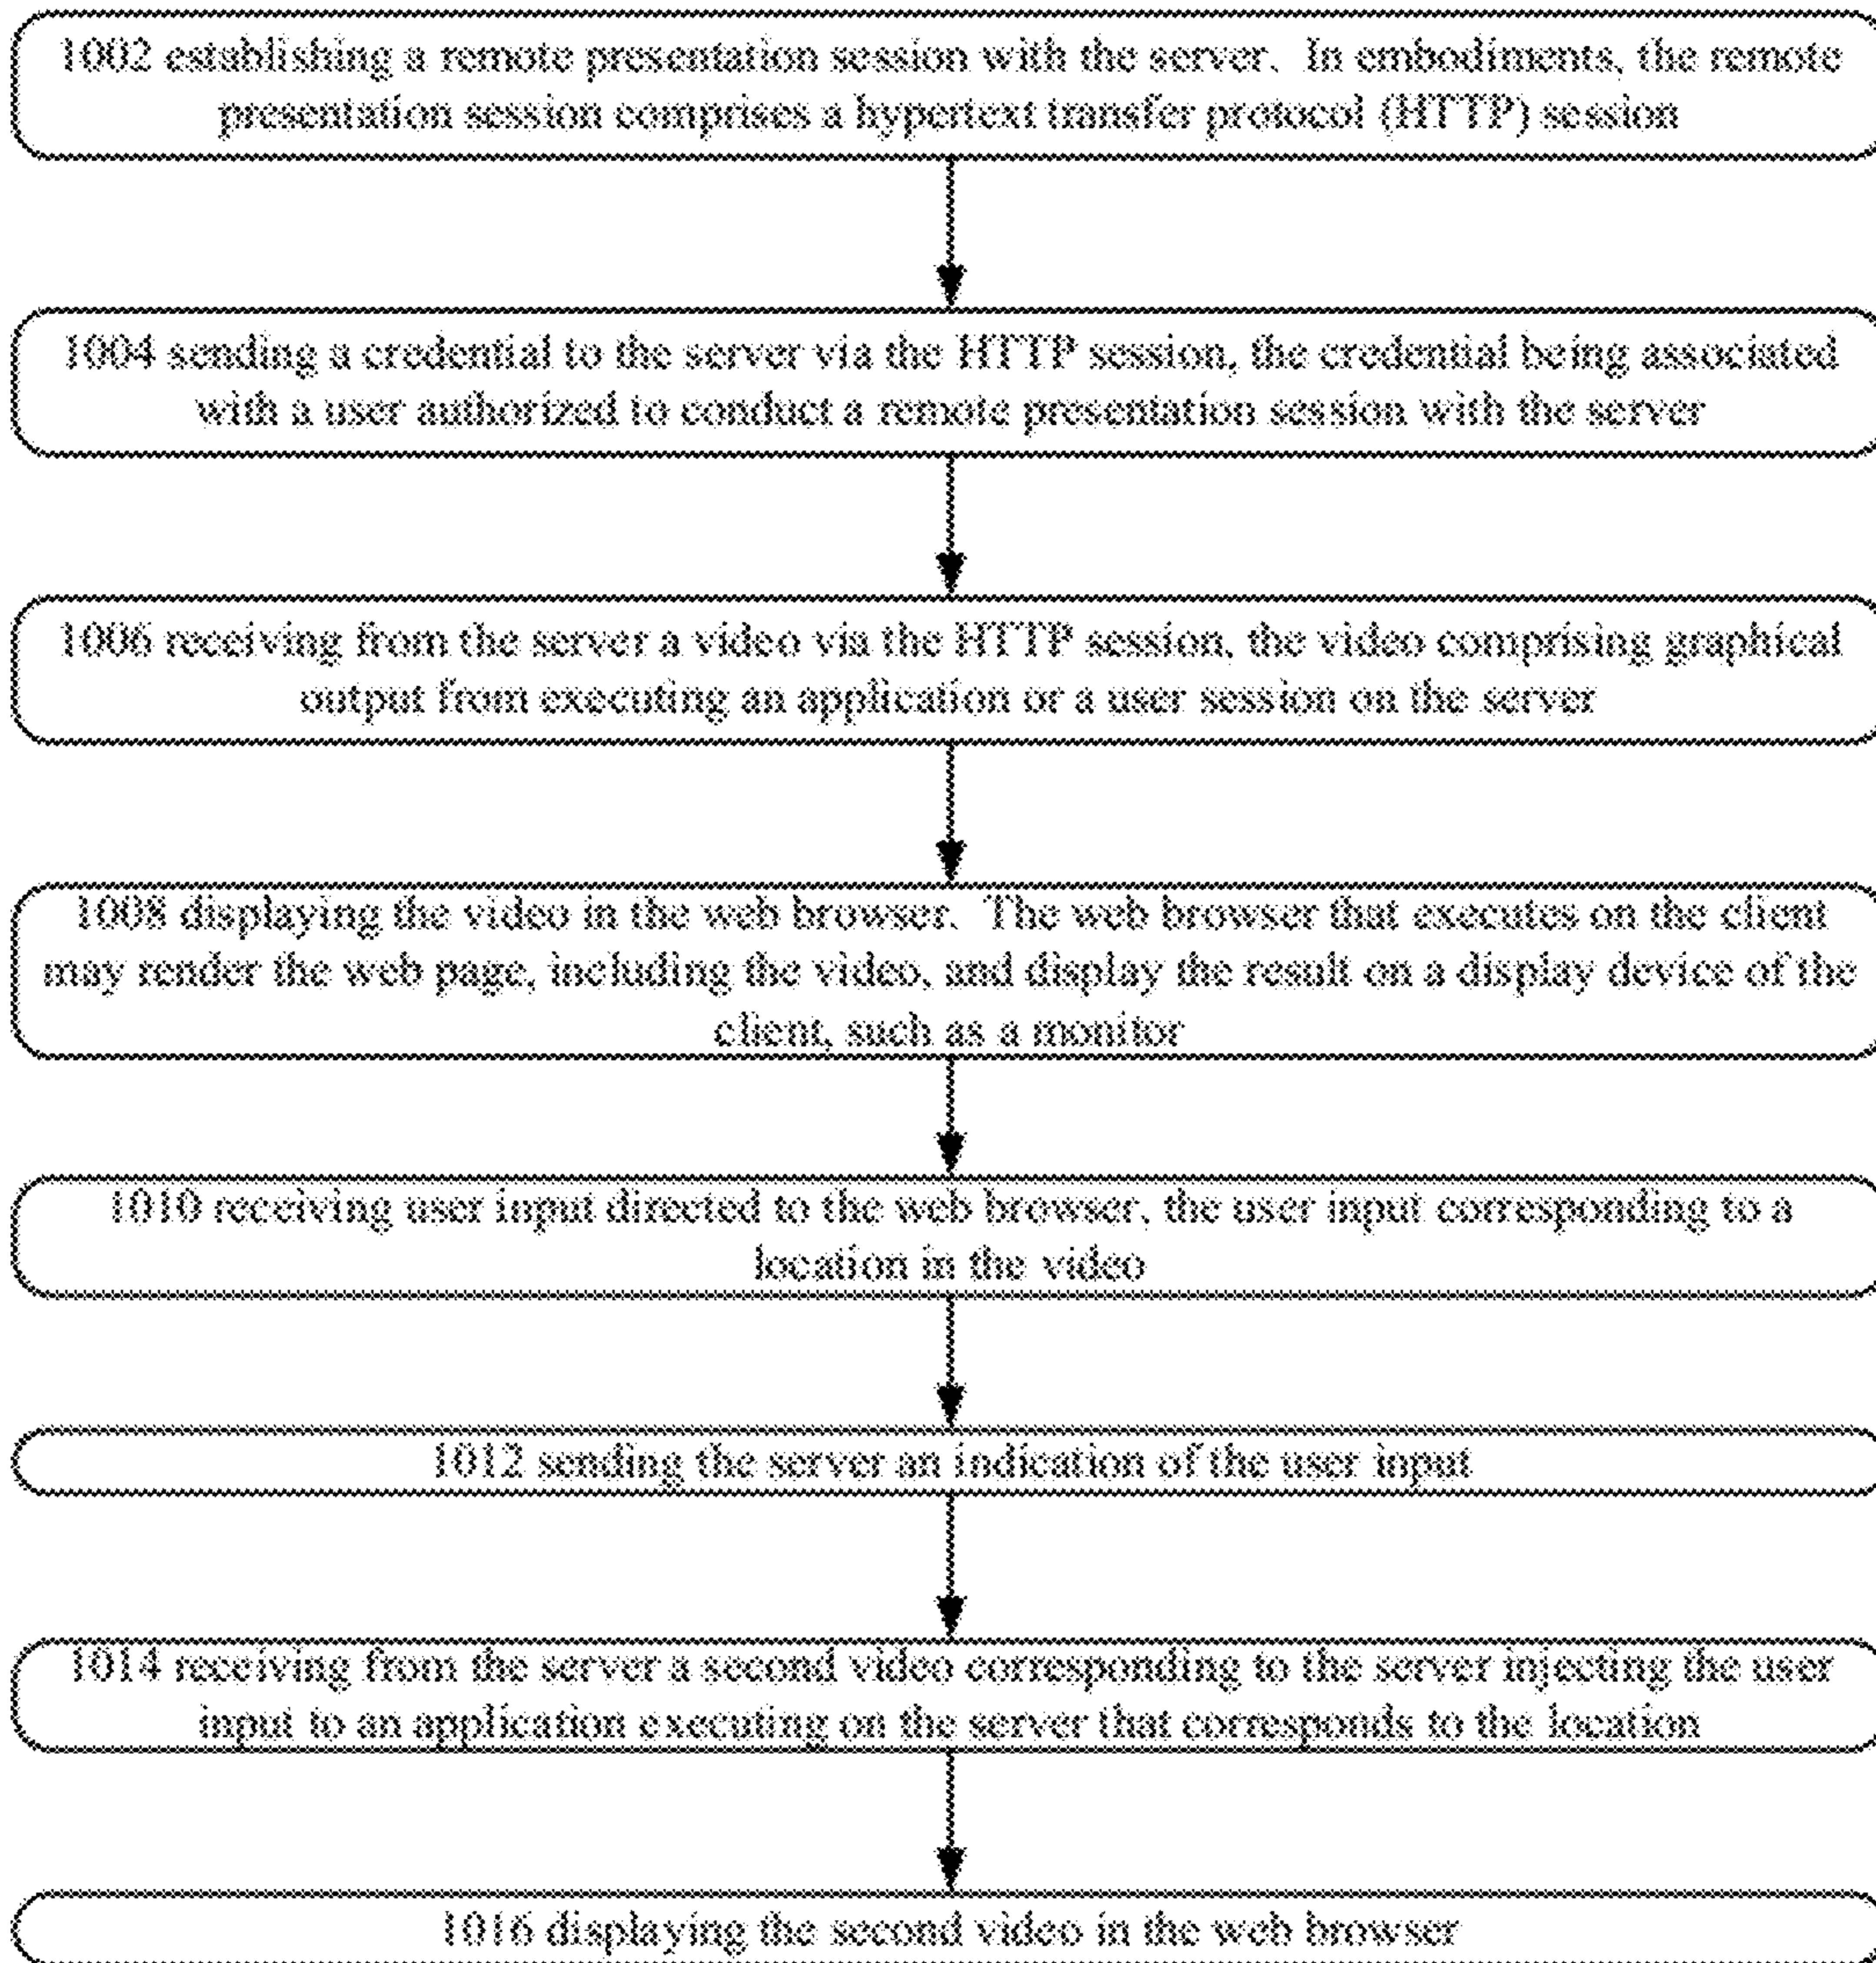 1002 establishing a remote presentation session with the server.  In embodiments, the remote
presentation session comprises a hypertext transfer protocol (HTTP) session
1004 sending a credential to the server via the HTTP session, the credential being associated
with a user authorized to conduct a remote presentation session with the server
1006 receiving from the server a video via the HTTP session, the video comprising graphical
output from executing an application or a user session on the server
1008 displaying the video in the web browser.  The web browser that executes on the client
may render the web page, including the video, and display the result on a display device of the
client, such as a monitor
1010 receiving user input directed to the web browser, the user input corresponding to a
location in the video
1012 sending the server an indication of the user input
1014 receiving from the server a second video corresponding to the server injecting the user
input to an application executing on the server that corresponds to the location
1016 displaying the second video in the web browser